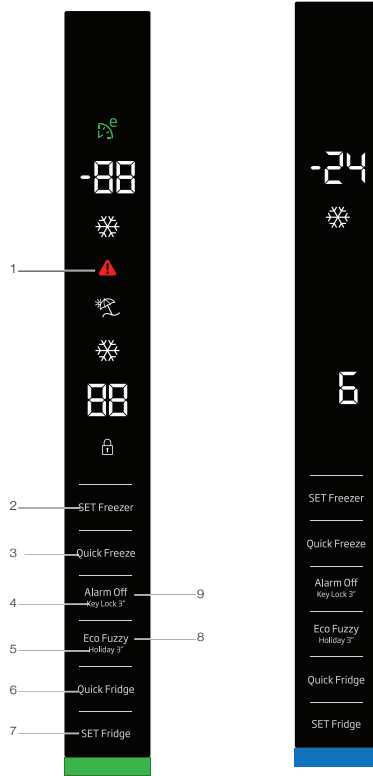 e
-88
1
88
2
SET Freezer
3
Quick Freeze
Alarm Off
9
4
Key Lock 3"
Eco Fuzzy
8
5
Holiday 3"
6
Quick Fridge
7
SET Fridge
-24
6
SET Freezer
Quick Freeze
Alarm Off
Key Lock 3"
Eco Fuzzy
Holiday 3"
Quick Fridge
SET Fridge